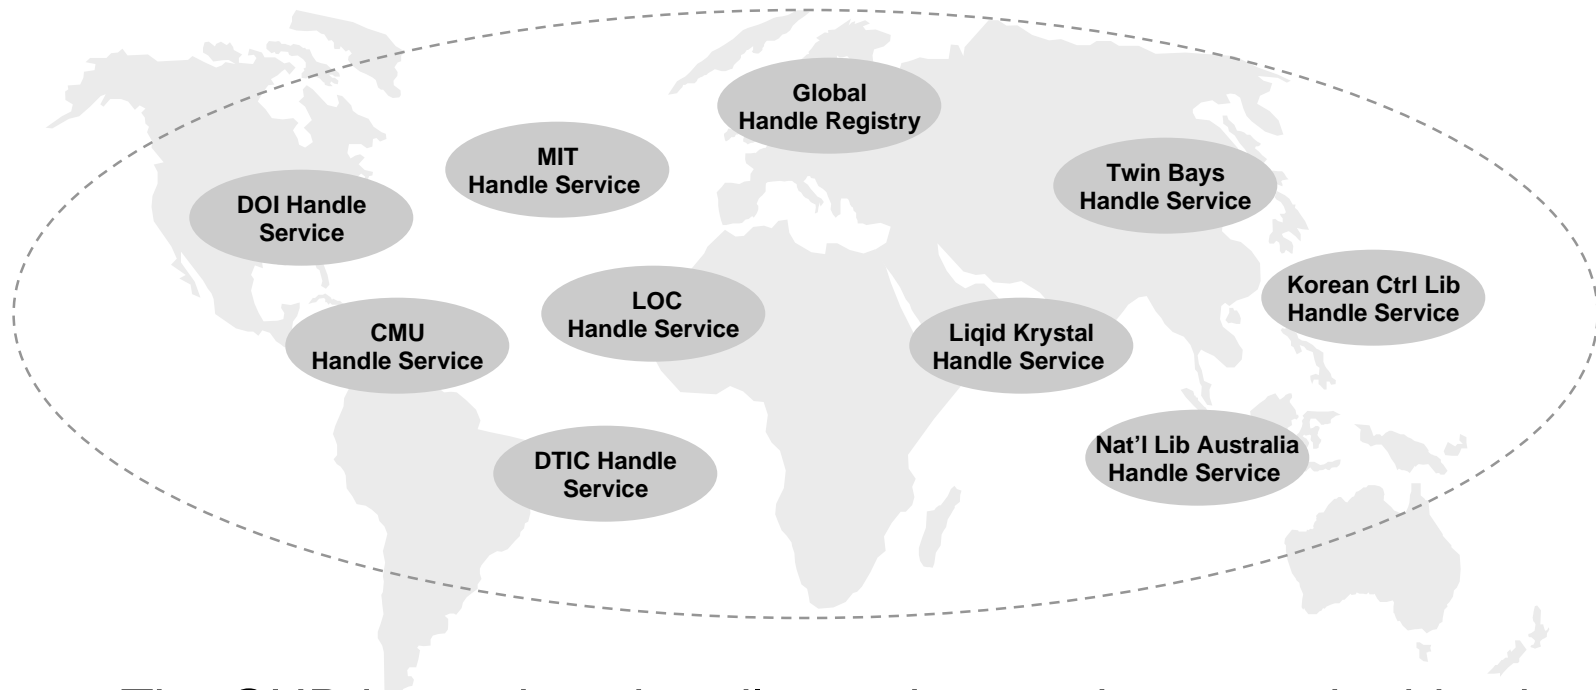 Global
Handle Registry
MIT
Handle Service
Twin Bays
Handle Service
DOI Handle
Service
Korean Ctrl Lib
Handle Service
LOC
Handle Service
CMU
Handle Service
Liqid Krystal
Handle Service
Nat’l Lib Australia
Handle Service
DTIC Handle
Service